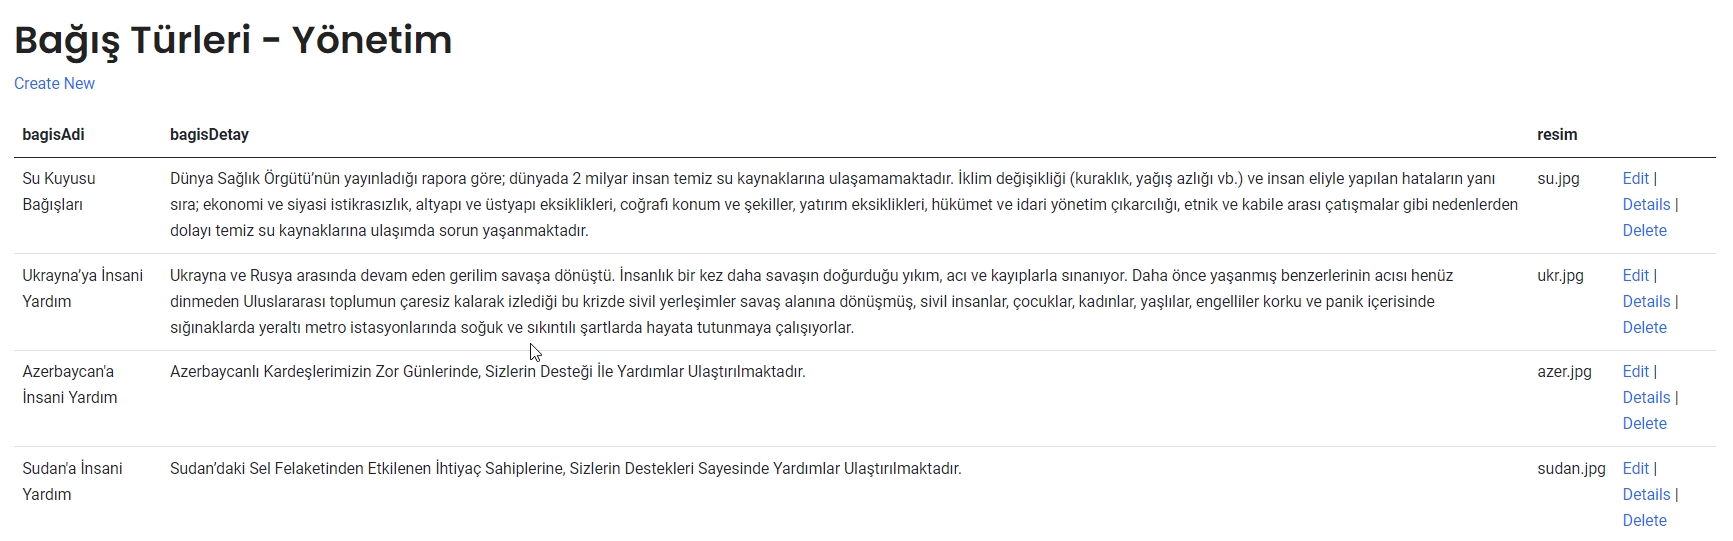 Bağış Türleri - Yönetim
Create New
bagisAdi bagisDetay resim
Su Kuyusu Bağışları
Dünya Sağlık Örgütü’nün yayınladığı rapora göre; dünyada 2 milyar insan temiz su kaynaklarına ulaşamamaktadır. İklim değişikliği (kuraklık, yağış azlığı vb.) ve insan eliyle yapılan hataların yanı
sıra; ekonomi ve siyasi istikrasızlık, altyapı ve üstyapı eksiklikleri, coğrafi konum ve şekiller, yatırım eksiklikleri, hükümet ve idari yönetim çıkarcılığı, etnik ve kabile arası çatışmalar gibi nedenlerden
dolayı temiz su kaynaklarına ulaşımda sorun yaşanmaktadır.
su.jpg
Edit |
Details |
Delete
Ukrayna’ya İnsani
Yardım
Ukrayna ve Rusya arasında devam eden gerilim savaşa dönüştü. İnsanlık bir kez daha savaşın doğurduğu yıkım, acı ve kayıplarla sınanıyor. Daha önce yaşanmış benzerlerinin acısı henüz
dinmeden Uluslararası toplumun çaresiz kalarak izlediği bu krizde sivil yerleşimler savaş alanına dönüşmüş, sivil insanlar, çocuklar, kadınlar, yaşlılar, engelliler korku ve panik içerisinde
sığınaklarda yeraltı metro istasyonlarında soğuk ve sıkıntılı şartlarda hayata tutunmaya çalışıyorlar.
ukr.jpg
Edit |
Details |
Delete
Azerbaycan'a
İnsani Yardım
Azerbaycanlı Kardeşlerimizin Zor Günlerinde, Sizlerin Desteği İle Yardımlar Ulaştırılmaktadır.
azer.jpg
Edit |
Details |
Delete
Sudan'a İnsani
Yardım
Sudan’daki Sel Felaketinden Etkilenen İhtiyaç Sahiplerine, Sizlerin Destekleri Sayesinde Yardımlar Ulaştırılmaktadır.
sudan.jpg
Edit |
Details |
Delete